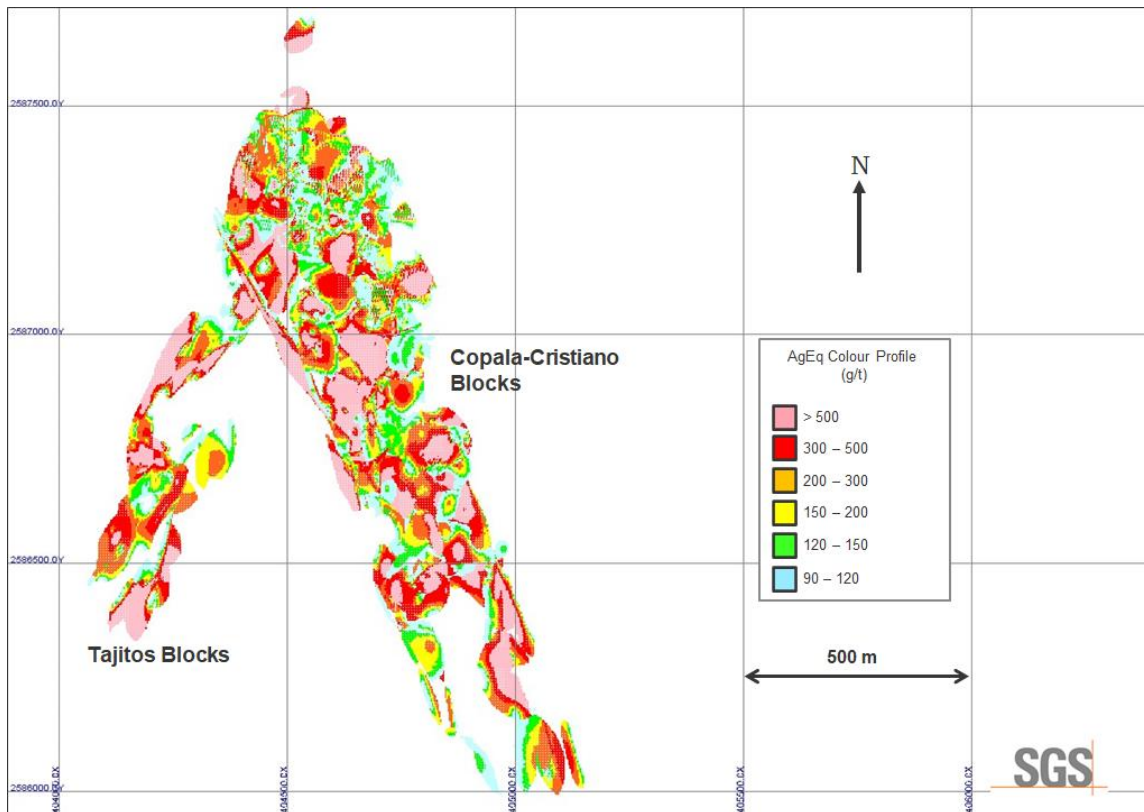 2587500.0Y
N
2587000.0Y
Copala-Cristiano
Blocks
AgEq Colour Profile
(g/t)
> 500
300 – 500
200 – 300
150 – 200
120 – 150
90 – 120
2586500.0Y
Tajitos Blocks
500 m
SGS
2586000.0Y